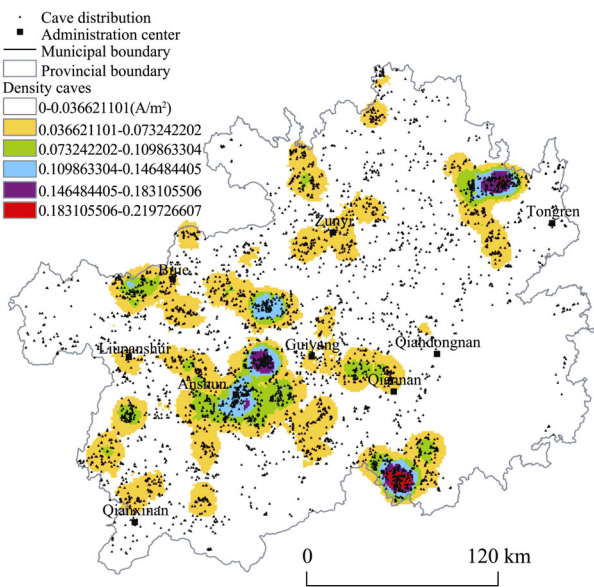 Cave distribution
Administration center
Municipal boundary
Provincial boundary
Density caves
0-0.036621101(A/m²)
0.036621101-0.073242202
0.073242202-0.109863304
0.109863304-0.146484405
0.146484405-0.183105506
0.183105506-0.219726607
Tongren
Zunyi
Bijie
Liupanshui
Guiyang
Qiandongnan
Anshun
Qiannan
Qianxinan
0
120 km